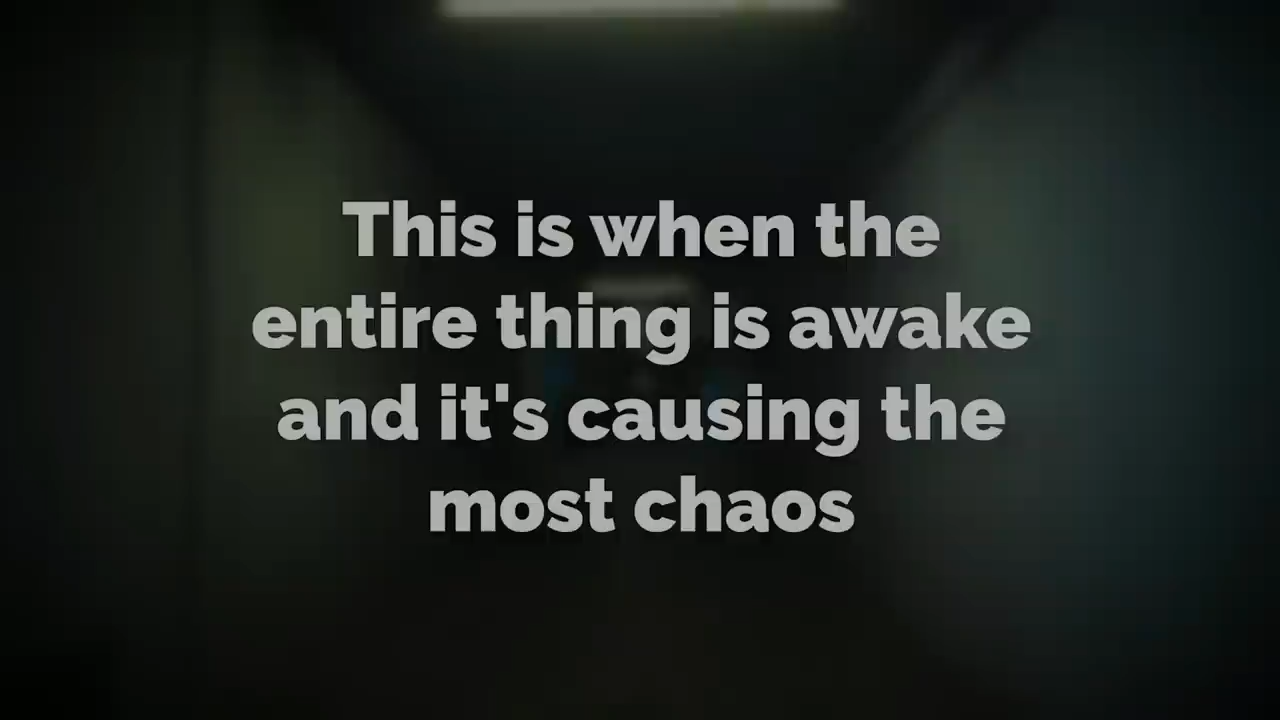 This is when the
entire thing is awake
and it's causing the
most chaos